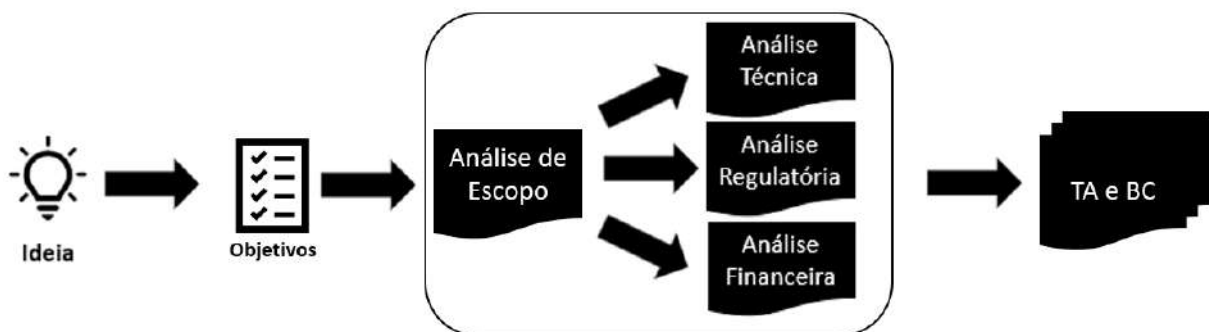 Ideia
Objetivos
Análise de
Escopo
Análise
Técnica
Análise
Regulatória
Análise
Financeira
TA e BC